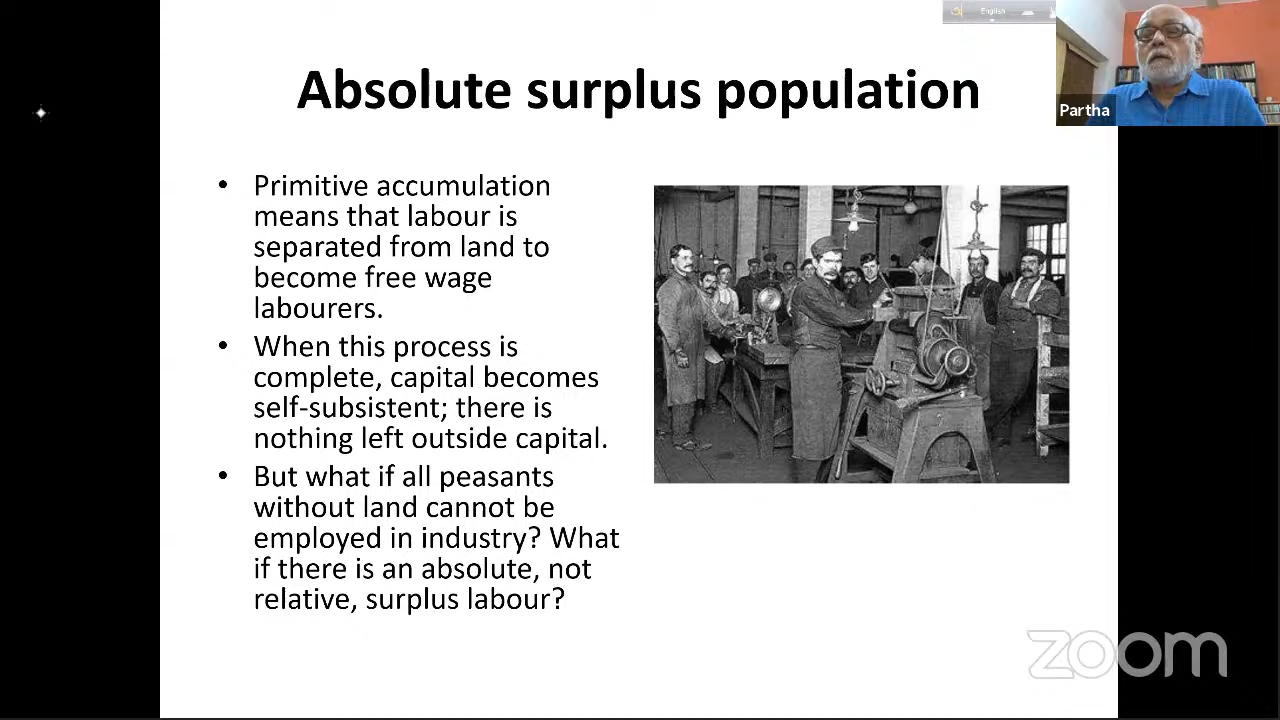 English
Absolute surplus population
Partha
• Primitive accumulation
means that labour is
separated from land to
become free wage
labourers.
• When this process is
complete, capital becomes
self-subsistent; there is
nothing left outside capital.
• But what if all peasants
without land cannot be
employed in industry? What
if there is an absolute, not
relative, surplus labour?
zoom